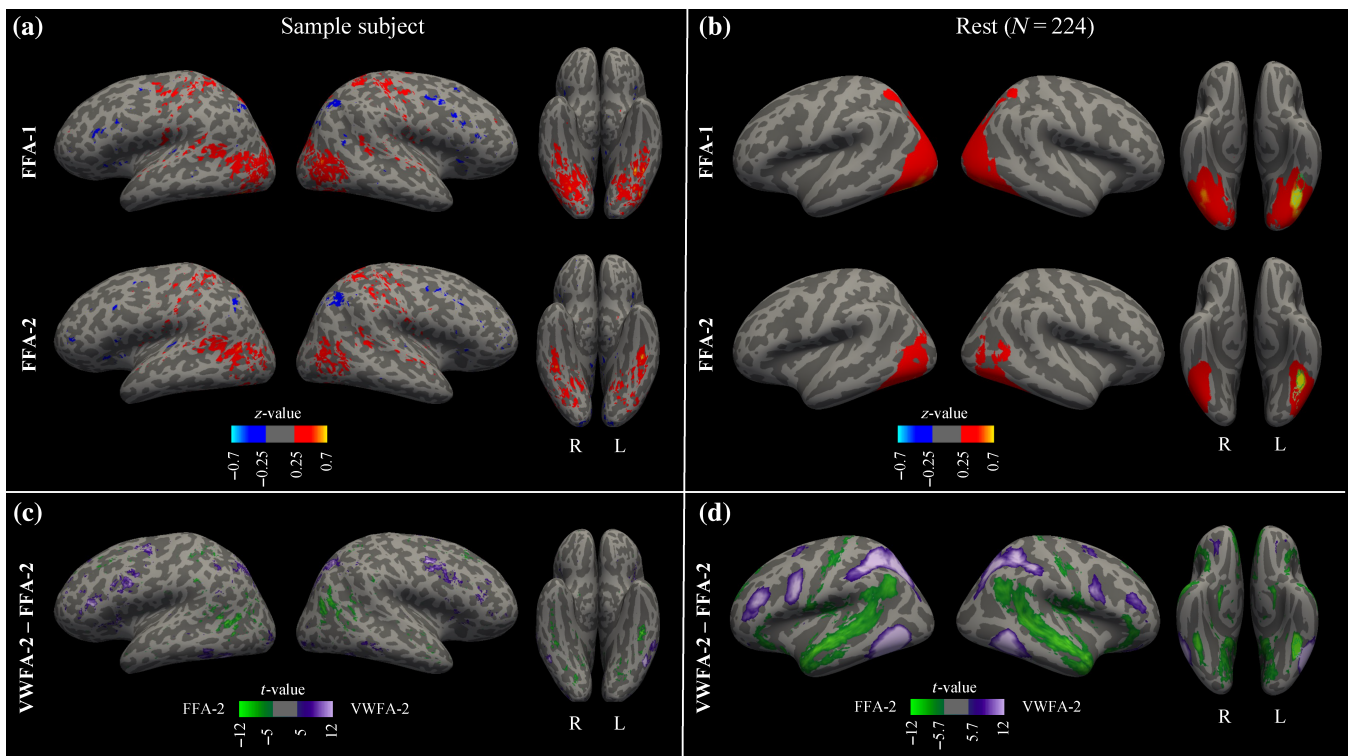 (a) Sample subject
FFA-1
FFA-2
z-value
−0.7 −0.25 0.25 0.7
R L
(b) Rest (N = 224)
FFA-1
FFA-2
z-value
−0.7 −0.25 0.25 0.7
R L
(c)
VWFA-2 – FFA-2
t-value
FFA-2 VWFA-2
−12 −5 5 12
R L
(d)
VWFA-2 – FFA-2
t-value
FFA-2 VWFA-2
−12 −5.7 5.7 12
R L